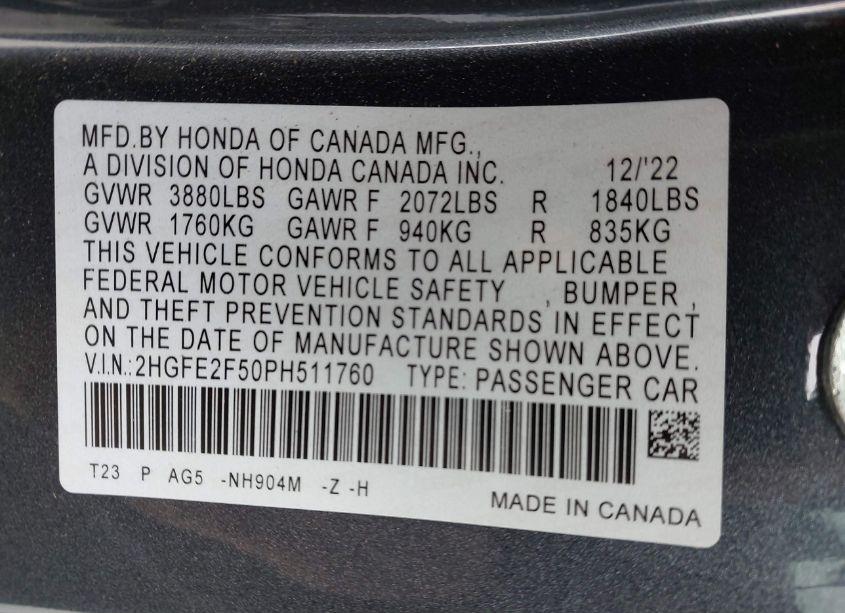 MFD.BY HONDA OF CANADA MFG.,
A DIVISION OF HONDA CANADA INC. 12/'22
GVWR 3880LBS GAWR F 2072LBS R 1840LBS
GVWR 1760KG GAWR F 940KG R 835KG
THIS VEHICLE CONFORMS TO ALL APPLICABLE
FEDERAL MOTOR VEHICLE SAFETY , BUMPER ,
AND THEFT PREVENTION STANDARDS IN EFFECT
ON THE DATE OF MANUFACTURE SHOWN ABOVE.
V.I.N.:2HGFE2F50PH511760 TYPE: PASSENGER CAR
T23 P AG5 -NH904M -Z -H
MADE IN CANADA